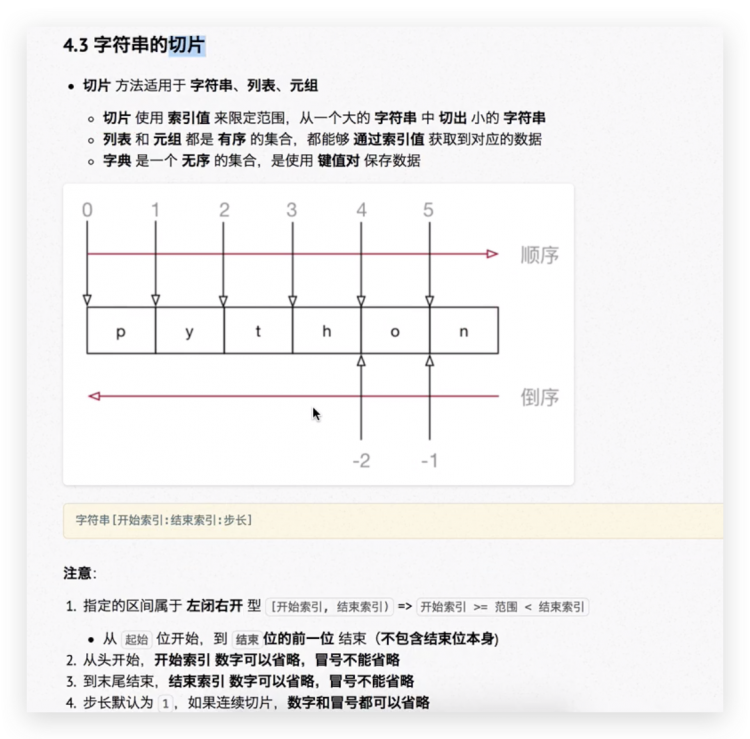 4.3 字符串的切片
切片 方法适用于 字符串、列表、元组
切片 使用 索引值 来限定范围，从一个大的 字符串 中 切出 小的 字符串
列表 和 元组 都是 有序 的集合，都能够 通过索引值 获取到对应的数据
字典 是一个 无序 的集合，是使用 键值对 保存数据
0 1 2 3 4 5
顺序
p y t h o n
倒序
-2 -1
字符串[开始索引:结束索引:步长]
注意：
1. 指定的区间属于 左闭右开 型 [开始索引, 结束索引) => 开始索引 >= 范围 < 结束索引
从 起始 位开始，到 结束 位的前一位 结束（不包含结束位本身)
2. 从头开始，开始索引 数字可以省略，冒号不能省略
3. 到末尾结束，结束索引 数字可以省略，冒号不能省略
4. 步长默认为 1，如果连续切片，数字和冒号都可以省略